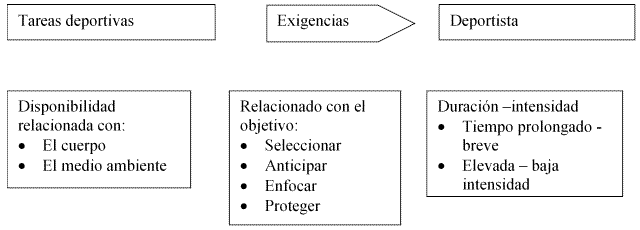 Tareas deportivas
Exigencias
Deportista
Disponibilidad
relacionada con:
• El cuerpo
• El medio ambiente
Relacionado con el
objetivo:
• Seleccionar
• Anticipar
• Enfocar
• Proteger
Duración –intensidad
• Tiempo prolongado -
breve
• Elevada – baja
intensidad